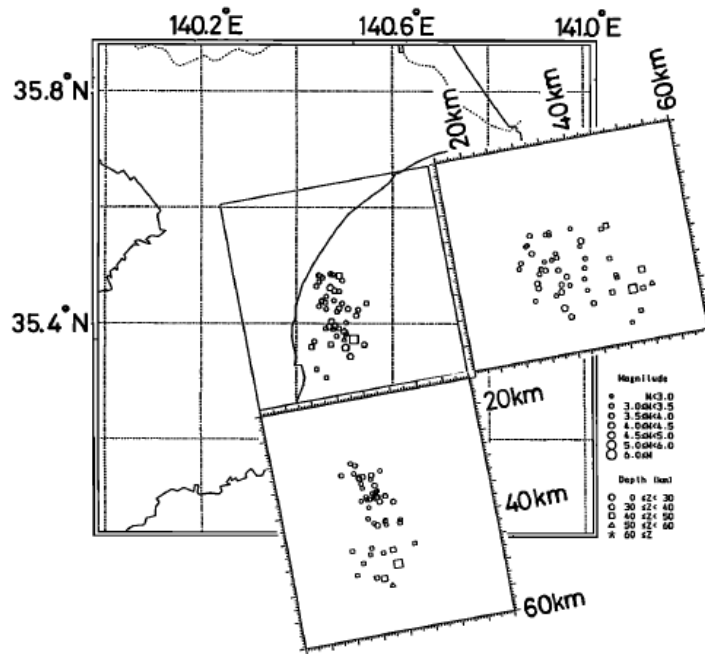 140.2°E 140.6°E 141.0°E
35.8°N
20km
40km
60km
35.4°N
20km
40km
60km
Magnitude
M<3.0
3.0≤M<3.5
3.5≤M<4.0
4.0≤M<4.5
4.5≤M<5.0
5.0≤M<6.0
6.0≤M
Depth (km)
0 ≤Z< 30
30 ≤Z< 40
40 ≤Z< 50
50 ≤Z< 60
60 ≤Z